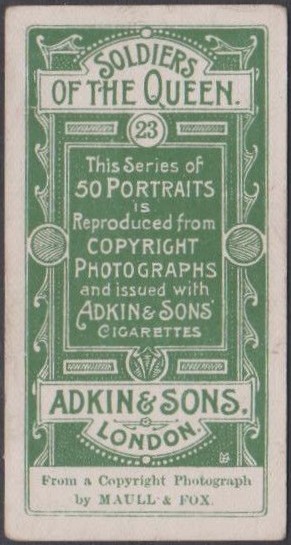 SOLDIERS
OF THE QUEEN.
23
This Series of
50 PORTRAITS
is
Reproduced from
COPYRIGHT
PHOTOGRAPHS
and issued with
ADKIN & SONS'
CIGARETTES
ADKIN & SONS.
LONDON.
From a Copyright Photograph
by MAULL & FOX.